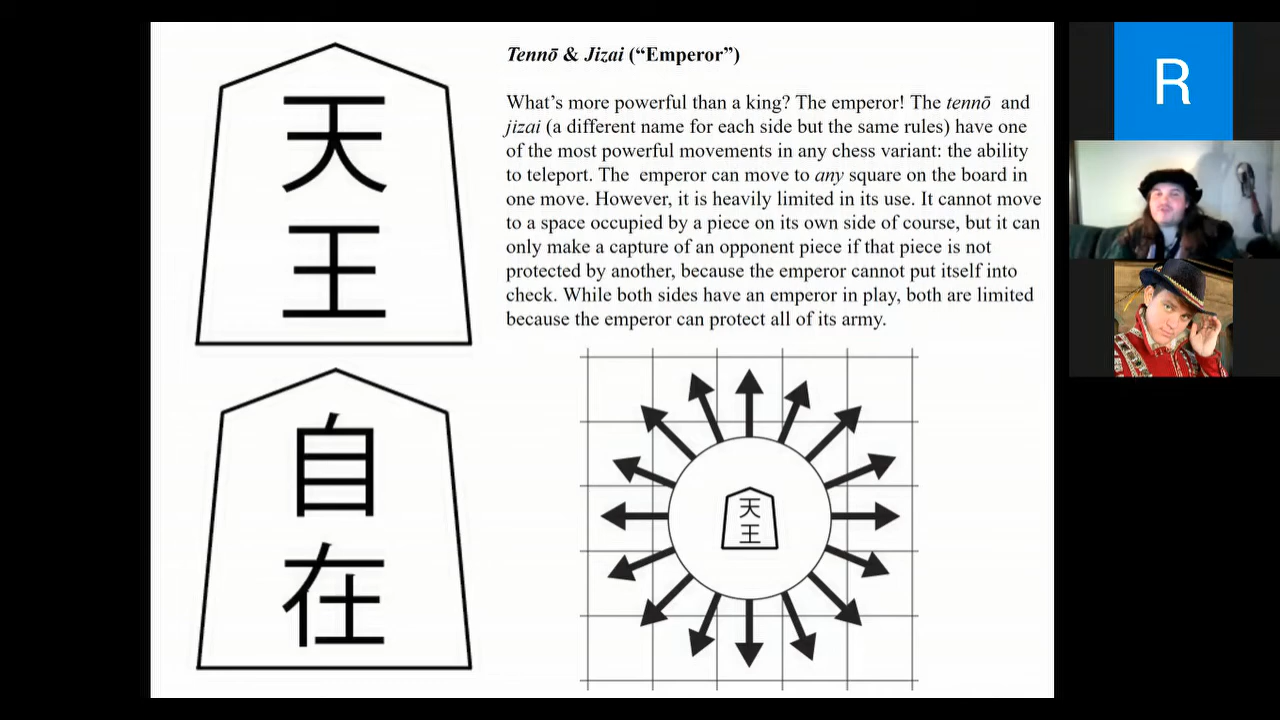 Tennō & Jizai (“Emperor”)
What’s more powerful than a king? The emperor! The tennō and
jizai (a different name for each side but the same rules) have one
of the most powerful movements in any chess variant: the ability
to teleport. The emperor can move to any square on the board in
one move. However, it is heavily limited in its use. It cannot move
to a space occupied by a piece on its own side of course, but it can
only make a capture of an opponent piece if that piece is not
protected by another, because the emperor cannot put itself into
check. While both sides have an emperor in play, both are limited
because the emperor can protect all of its army.
天
王
自
在
天
王
R